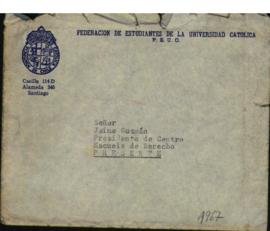 FEDERACION DE ESTUDIANTES DE LA UNIVERSIDAD CATOLICA
F. E. U. C.
Casilla 114-D
Alameda 340
Santiago
Señor
Jaime Guzmán
Presidente de Centro
Escuela de Derecho
PRESENTE
1967